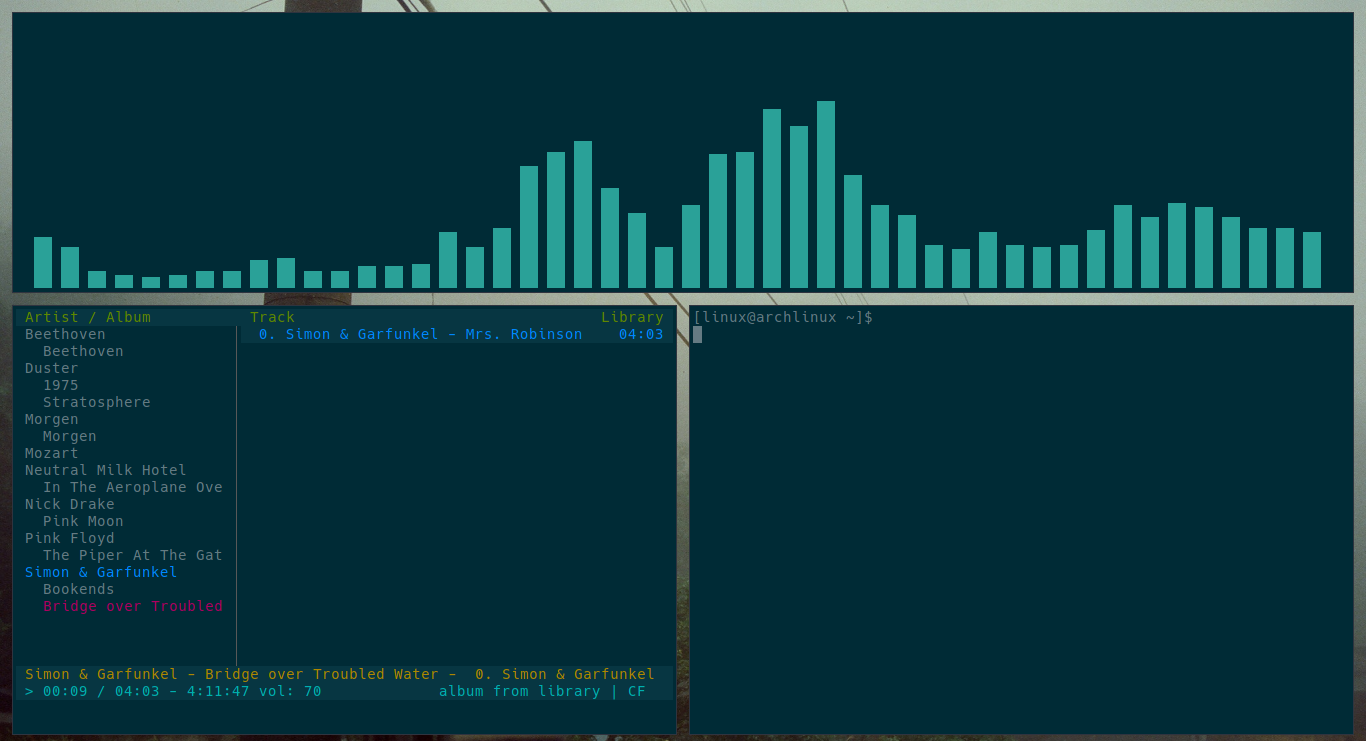 Artist / Album Track Library
Beethoven 0. Simon & Garfunkel - Mrs. Robinson 04:03
Beethoven
Duster
1975
Stratosphere
Morgen
Morgen
Mozart
Neutral Milk Hotel
In The Aeroplane Ove
Nick Drake
Pink Moon
Pink Floyd
The Piper At The Gat
Simon & Garfunkel
Bookends
Bridge over Troubled
Simon & Garfunkel - Bridge over Troubled Water - 0. Simon & Garfunkel
> 00:09 / 04:03 - 4:11:47 vol: 70 album from library | CF
[linux@archlinux ~]$